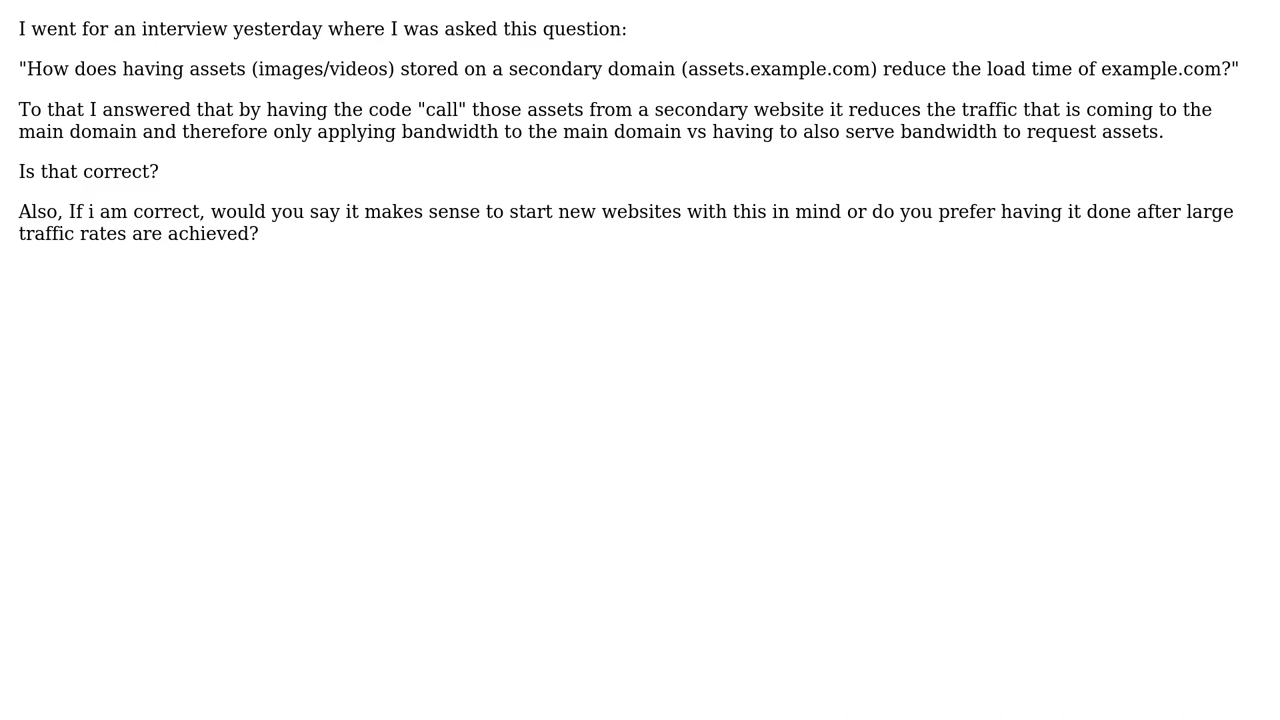 I went for an interview yesterday where I was asked this question:
"How does having assets (images/videos) stored on a secondary domain (assets.example.com) reduce the load time of example.com?"
To that I answered that by having the code "call" those assets from a secondary website it reduces the traffic that is coming to the
main domain and therefore only applying bandwidth to the main domain vs having to also serve bandwidth to request assets.
Is that correct?
Also, If i am correct, would you say it makes sense to start new websites with this in mind or do you prefer having it done after large
traffic rates are achieved?